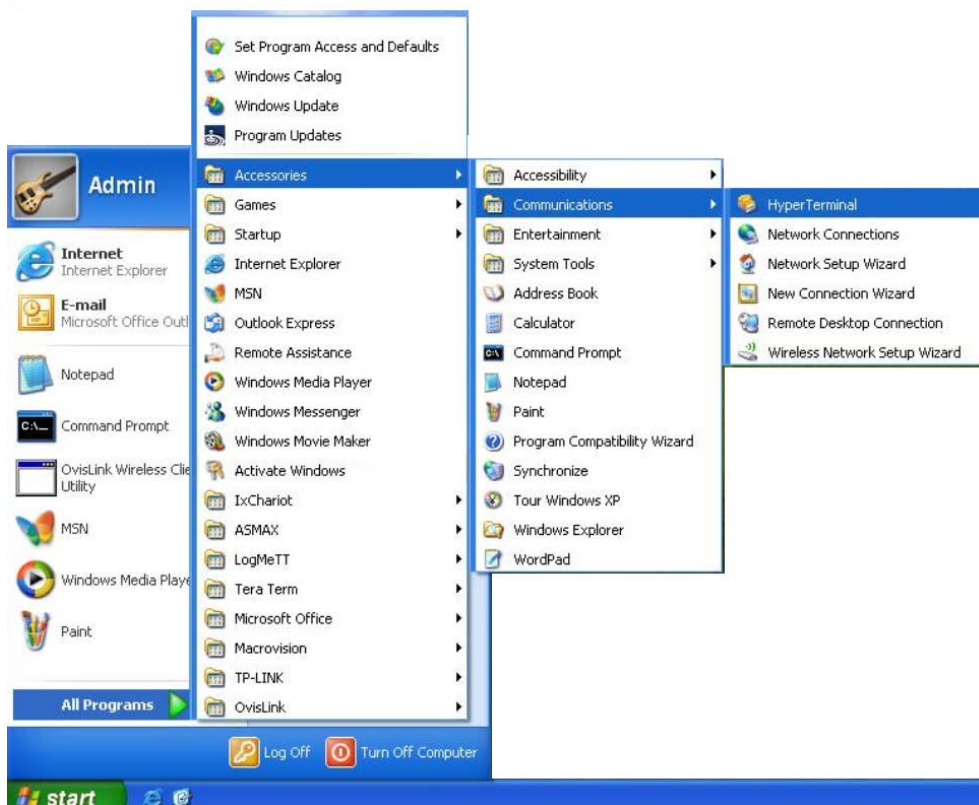 Set Program Access and Defaults
Windows Catalog
Windows Update
Program Updates
Admin
Internet
Internet Explorer
E-mail
Microsoft Office Outl
Notepad
Command Prompt
OvisLink Wireless Clie
Utility
MSN
Windows Media Playe
Paint
All Programs
Accessories
Games
Startup
Internet Explorer
MSN
Outlook Express
Remote Assistance
Windows Media Player
Windows Messenger
Windows Movie Maker
Activate Windows
IxChariot
ASMAX
LogMeTT
Tera Term
Microsoft Office
Macrovision
TP-LINK
OvisLink
Accessibility
Communications
Entertainment
System Tools
Address Book
Calculator
Command Prompt
Notepad
Paint
Program Compatibility Wizard
Synchronize
Tour Windows XP
Windows Explorer
WordPad
HyperTerminal
Network Connections
Network Setup Wizard
New Connection Wizard
Remote Desktop Connection
Wireless Network Setup Wizard
Log Off
Turn Off Computer
start